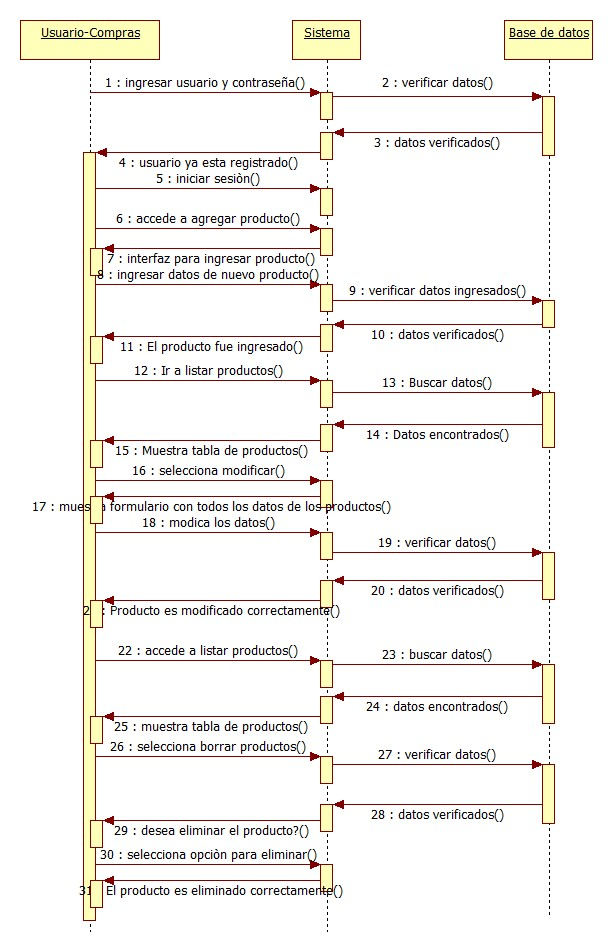 Usuario-Compras
Sistema
Base de datos
1 : ingresar usuario y contraseña()
2 : verificar datos()
3 : datos verificados()
4 : usuario ya esta registrado()
5 : iniciar sesiòn()
6 : accede a agregar producto()
7 : interfaz para ingresar producto()
8 : ingresar datos de nuevo producto()
9 : verificar datos ingresados()
10 : datos verificados()
11 : El producto fue ingresado()
12 : Ir a listar productos()
13 : Buscar datos()
14 : Datos encontrados()
15 : Muestra tabla de productos()
16 : selecciona modificar()
17 : muestra formulario con todos los datos de los productos()
18 : modica los datos()
19 : verificar datos()
20 : datos verificados()
21 : Producto es modificado correctamente()
22 : accede a listar productos()
23 : buscar datos()
24 : datos encontrados()
25 : muestra tabla de productos()
26 : selecciona borrar productos()
27 : verificar datos()
28 : datos verificados()
29 : desea eliminar el producto?()
30 : selecciona opciòn para eliminar()
31 : El producto es eliminado correctamente()